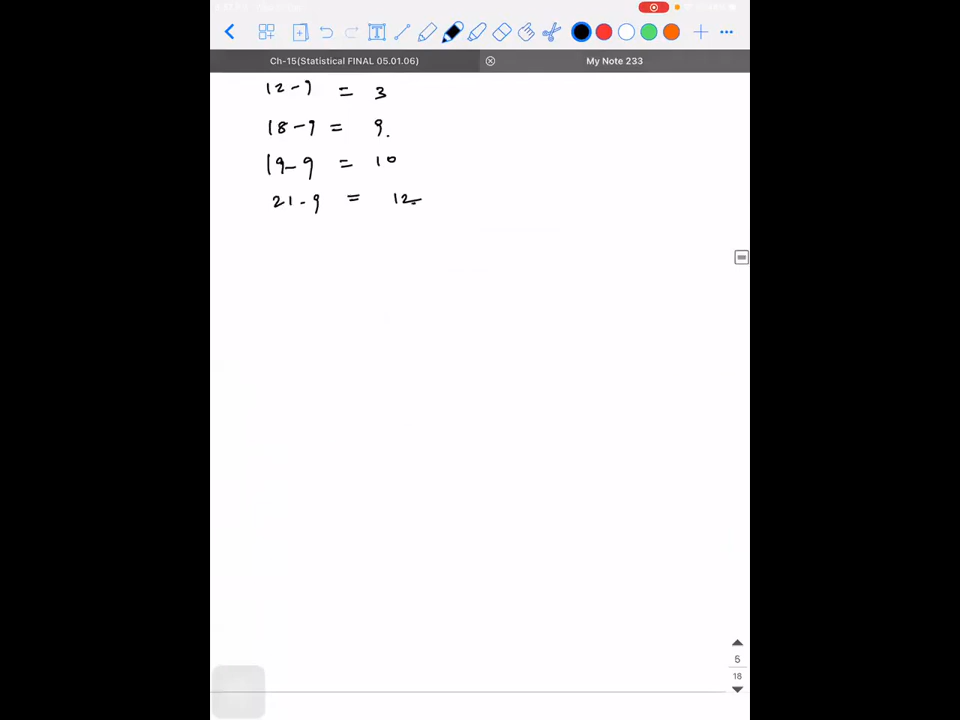 Ch-15(Statistical FINAL 05.01.06)
My Note 233
12-9 = 3
18-9 = 9.
19-9 = 10
21-9 = 12
5
18